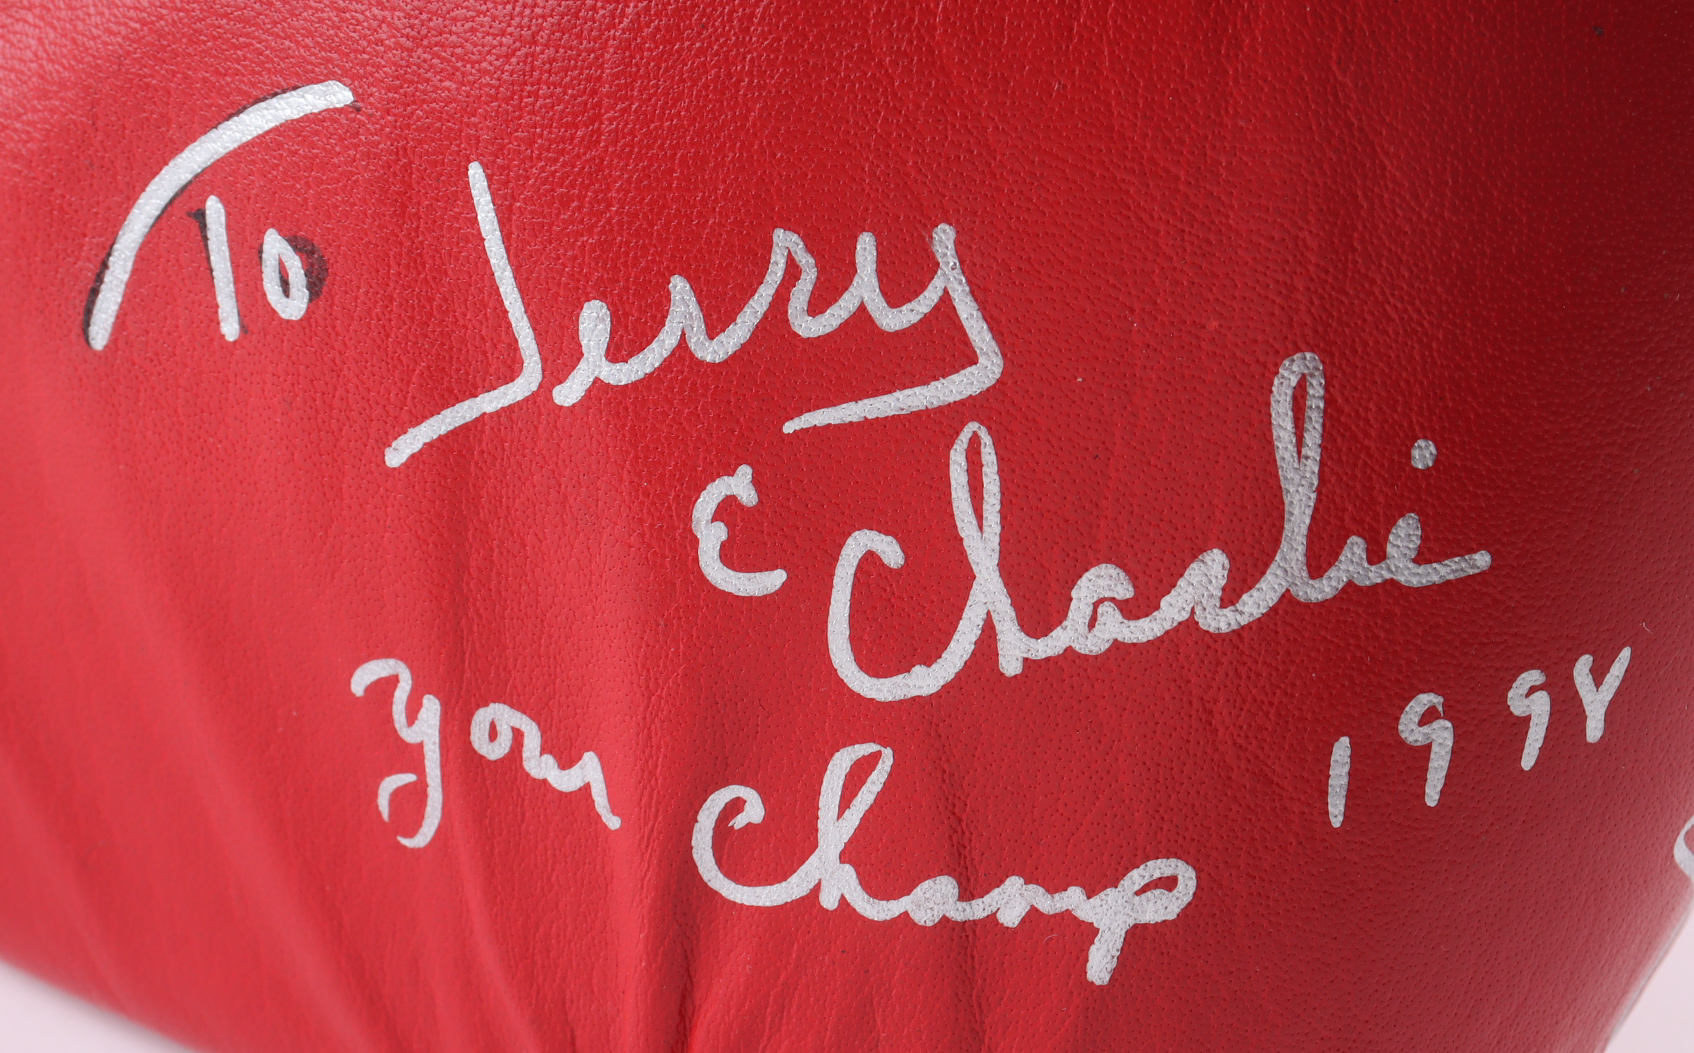 To Jerry
& Charlie
your Champ 1998